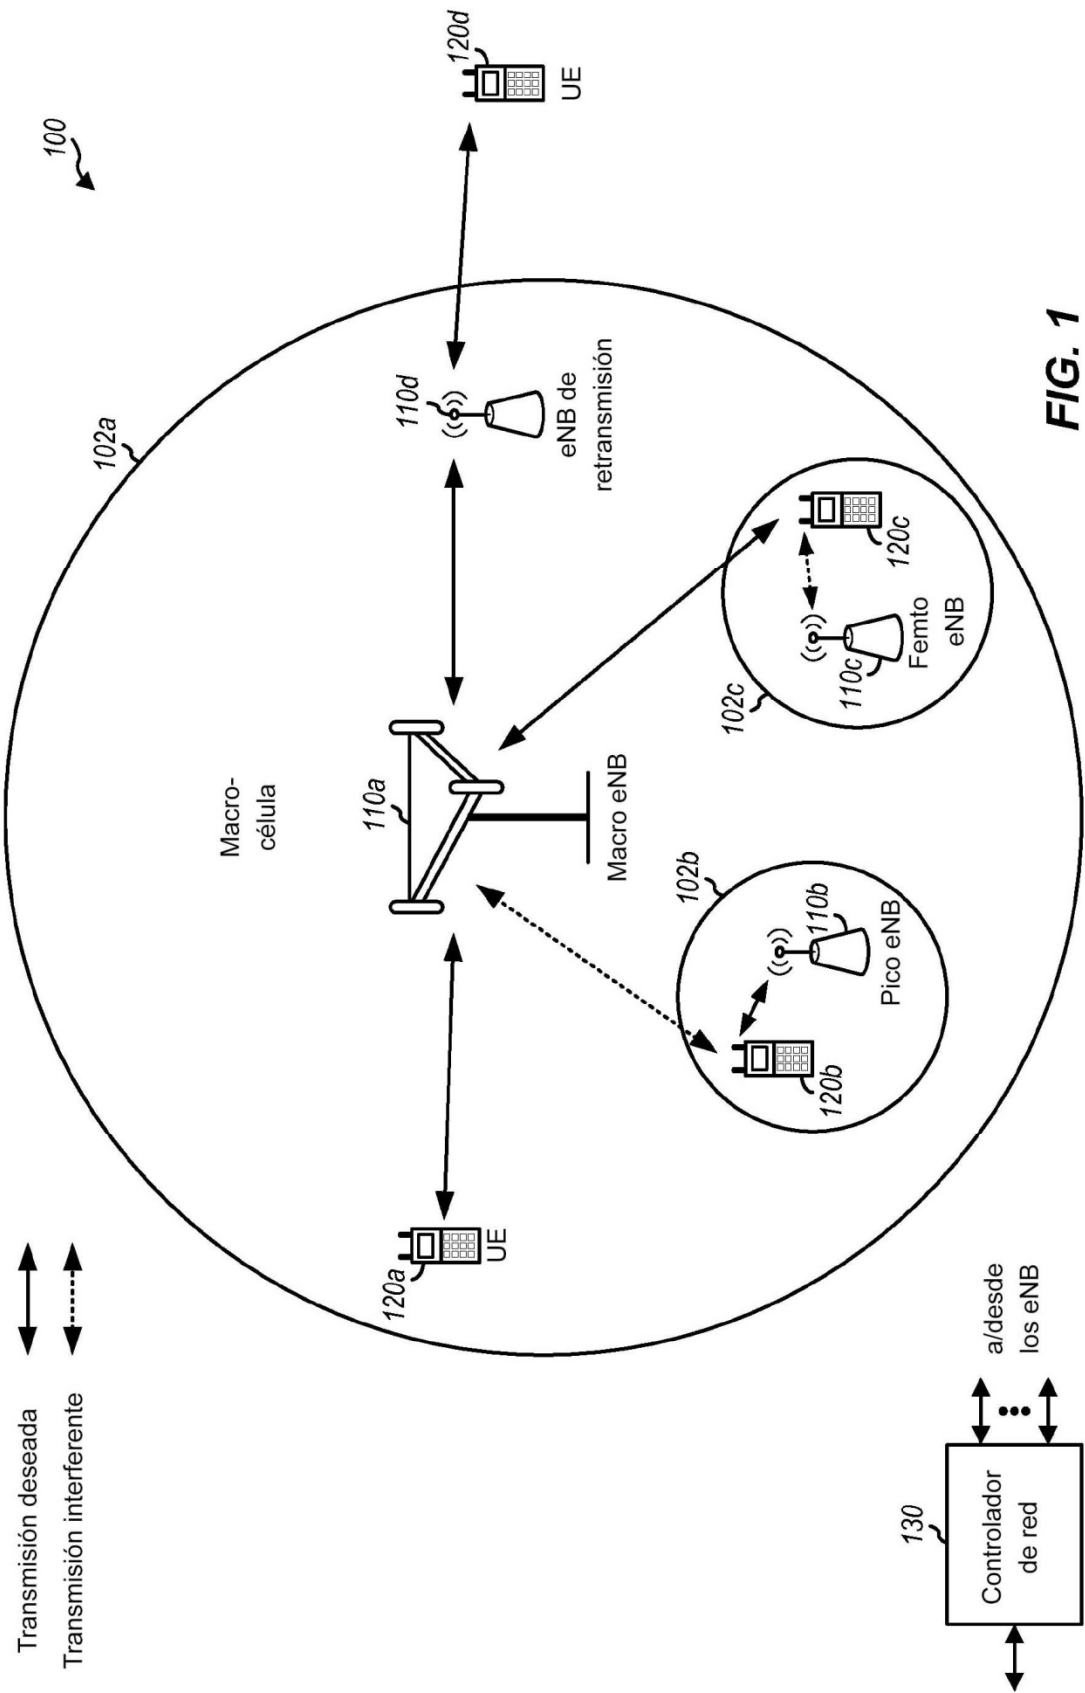 Transmisión deseada
Transmisión interferente
100
102a
Macro-
célula
120a
UE
110a
Macro eNB
110d
eNB de
retransmisión
120d
UE
102b
110b
Pico eNB
120b
102c
110c
Femto
eNB
120c
130
Controlador
de red
a/desde
los eNB
FIG. 1